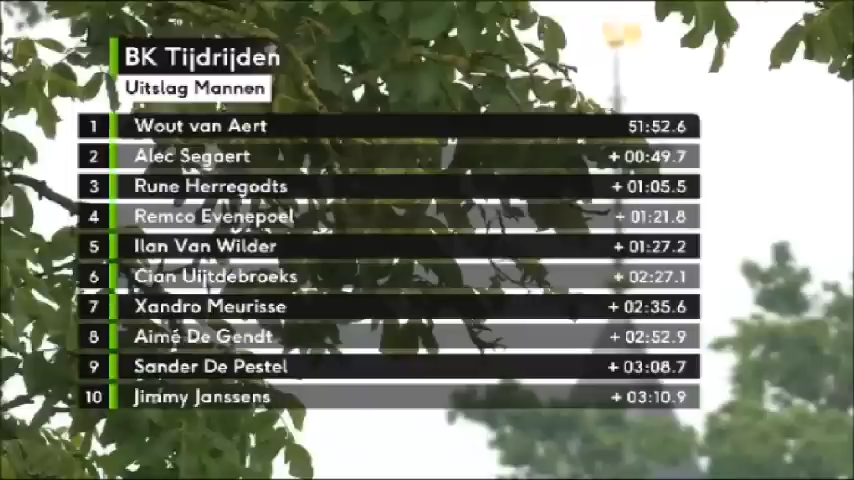 BK Tijdrijden
Uitslag Mannen
1 Wout van Aert 51:52.6
2 Alec Segaert + 00:49.7
3 Rune Herregodts + 01:05.5
4 Remco Evenepoel + 01:21.8
5 Ilan Van Wilder + 01:27.2
6 Cian Uijtdebroeks + 02:27.1
7 Xandro Meurisse + 02:35.6
8 Aimé De Gendt + 02:52.9
9 Sander De Pestel + 03:08.7
10 Jimmy Janssens + 03:10.9